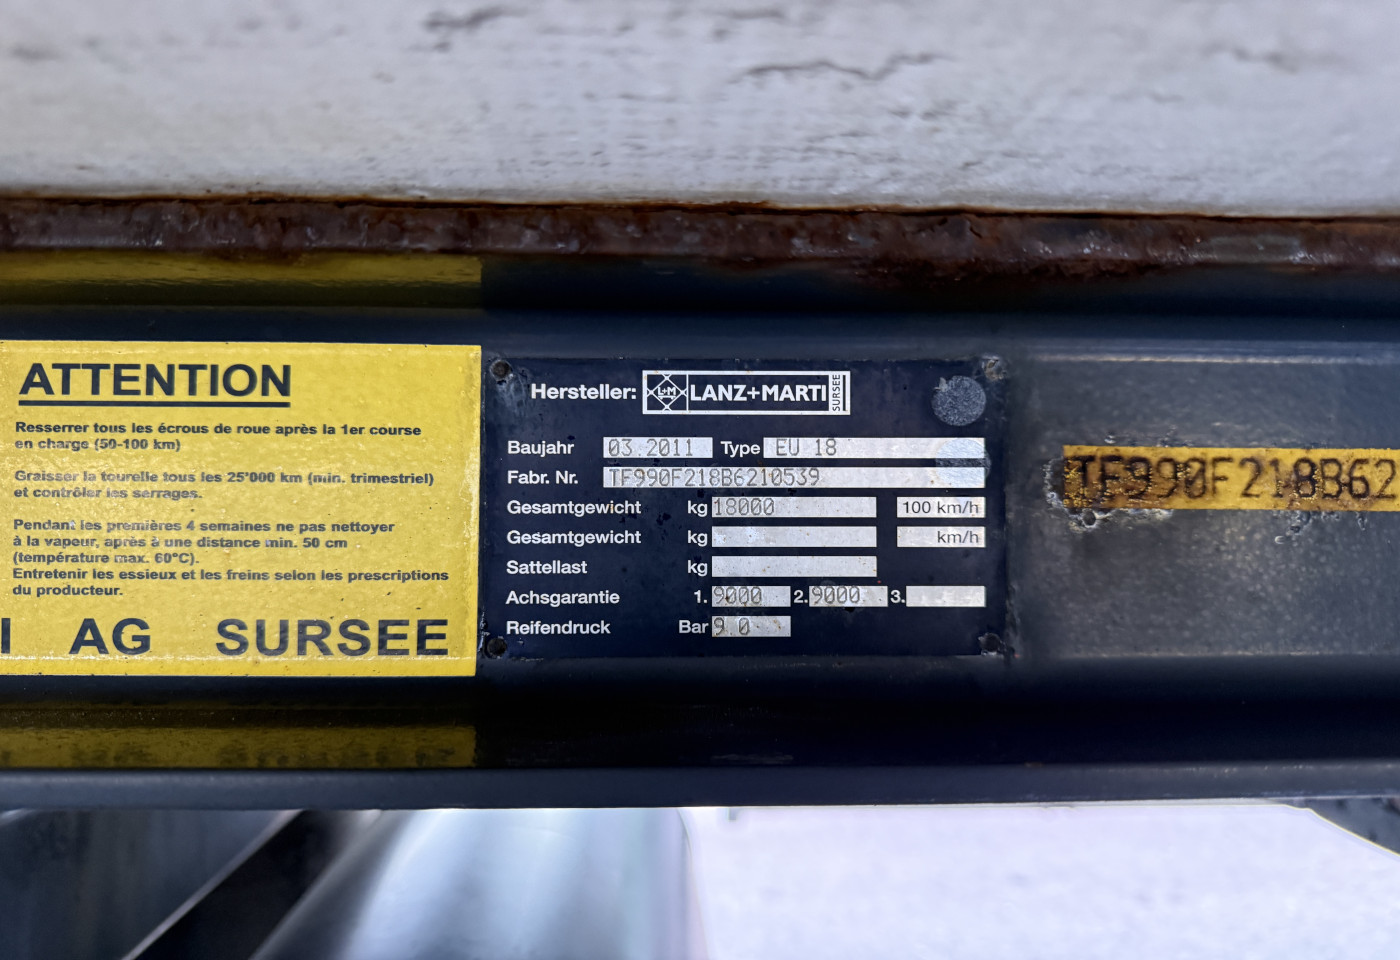 ATTENTION
Resserrer tous les écrous de roue après la 1er course
en charge (50-100 km)
Graisser la tourelle tous les 25'000 km (min. trimestriel)
et contrôler les serrages.
Pendant les premières 4 semaines ne pas nettoyer
à la vapeur, après à une distance min. 50 cm
(température max. 60°C).
Entretenir les essieux et les freins selon les prescriptions
du producteur.
I AG SURSEE
Hersteller: L+M LANZ+MARTI SURSEE
Baujahr 03.2011 Type EU 18
Fabr. Nr. TF990F218B6210539
Gesamtgewicht kg 18000 100 km/h
Gesamtgewicht kg km/h
Sattellast kg
Achsgarantie 1. 9000 2. 9000 3.
Reifendruck Bar 9.0
TF990F218B62